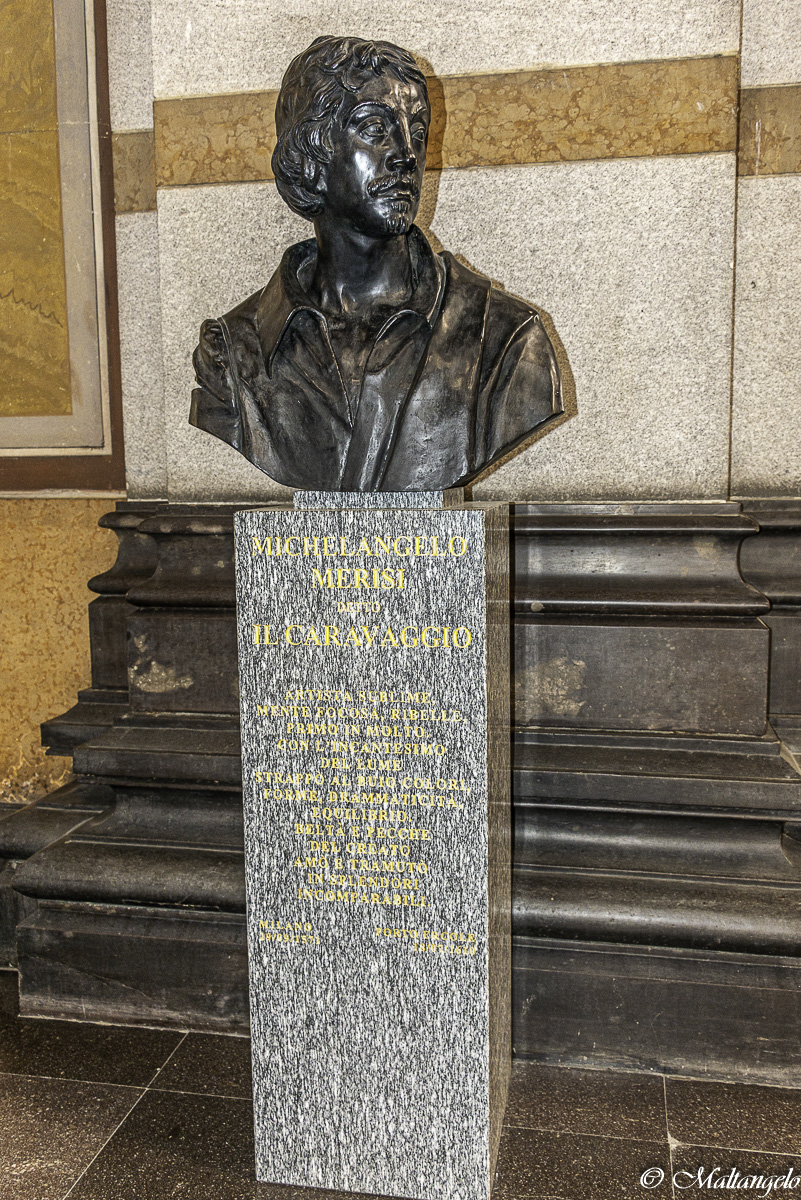 MICHELANGELO
MERISI
DETTO
IL CARAVAGGIO
ARTISTA SUBLIME,
MENTE FOCOSA, RIBELLE,
PRIMO IN MOLTO,
CON L'INCANTESIMO
DEL LUME
STRAPPÒ AL BUIO COLORI,
FORME, DRAMMATICITÀ,
EQUILIBRIO.
BELTÀ E PECCHE
DEL CREATO
AMÒ E TRAMUTÒ
IN SPLENDORI
INCOMPARABILI.
MILANO PORTO ERCOLE
© Maltangelo